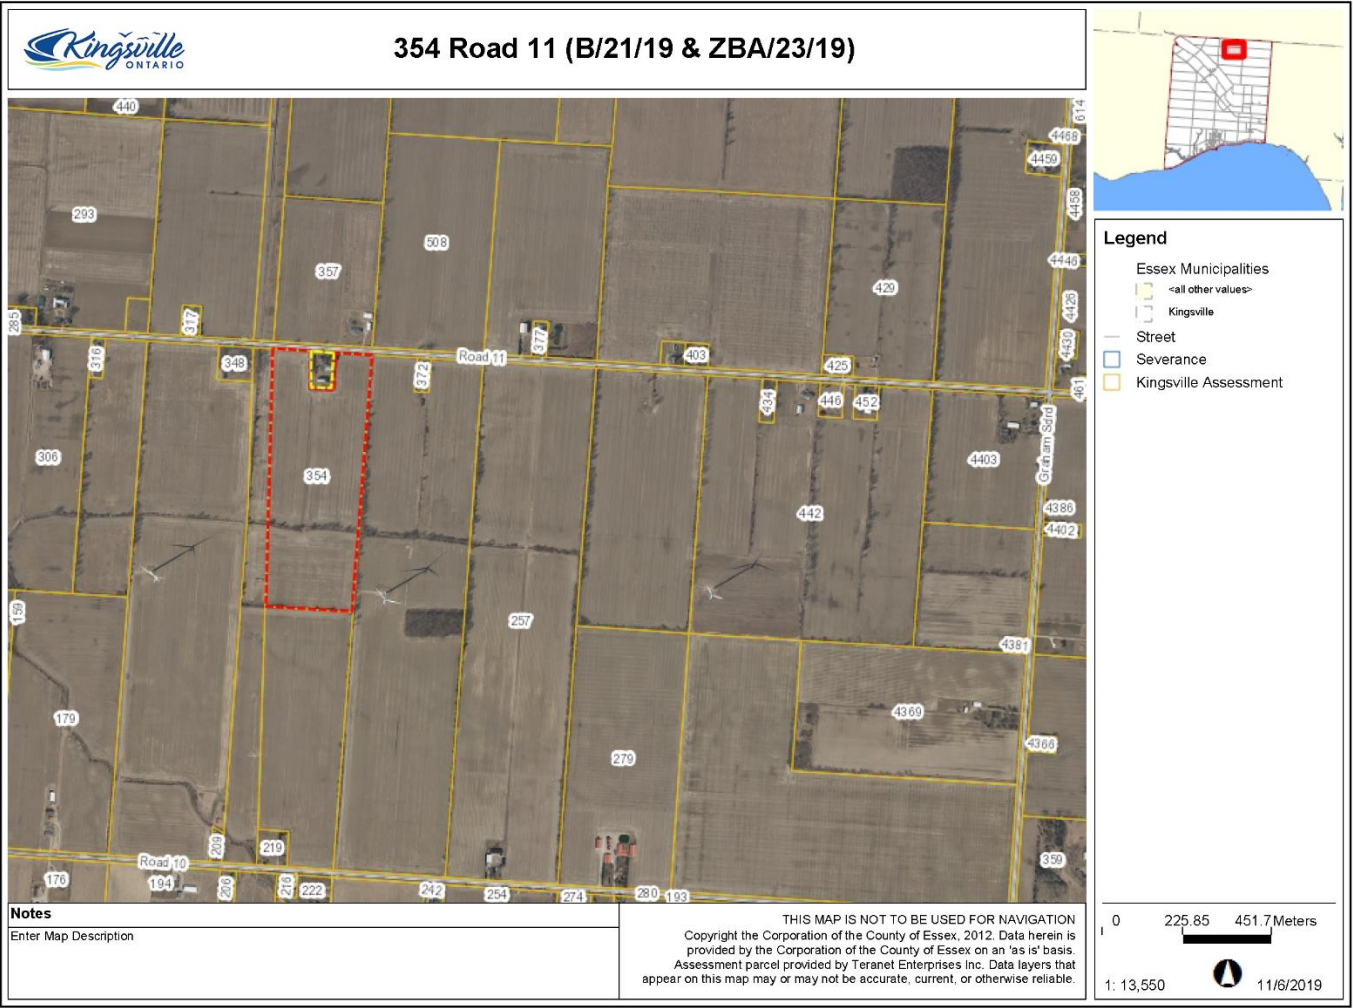 Kingsville
ONTARIO
354 Road 11 (B/21/19 & ZBA/23/19)
440
614
4468
4459
293
4458
508
357
4446
429
285
317
4426
377
4430
316
348
Road 11
403
372
425
461
434
446
452
Graham Sdrd
306
4403
354
442
4386
4402
159
257
4381
179
4369
4366
279
209
219
Road 10
359
176
194
206
216
222
242
254
274
280
193
Legend
Essex Municipalities
<all other values>
Kingsville
Street
Severance
Kingsville Assessment
Notes
Enter Map Description
THIS MAP IS NOT TO BE USED FOR NAVIGATION
Copyright the Corporation of the County of Essex, 2012. Data herein is
provided by the Corporation of the County of Essex on an 'as is' basis.
Assessment parcel provided by Teranet Enterprises Inc. Data layers that
appear on this map may or may not be accurate, current, or otherwise reliable.
0 225.85 451.7 Meters
1: 13,550
11/6/2019